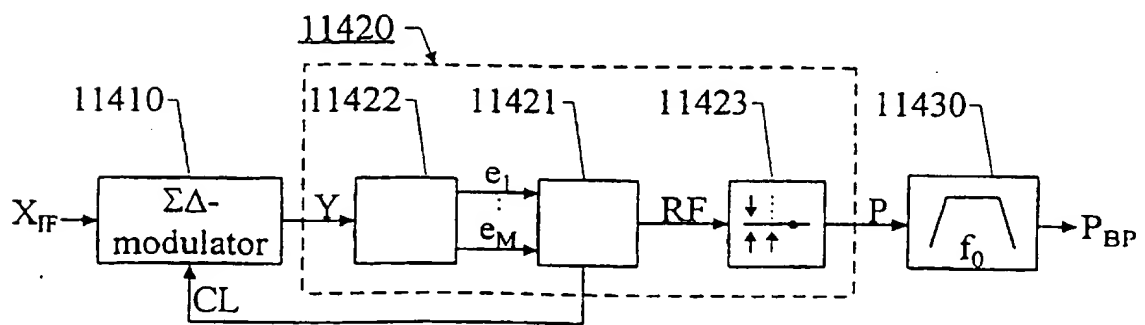 11420
11410 11422 11421 11423 11430
X_IF ΣΔ- modulator Y e_1 RF P f_0 P_BP
e_M
CL